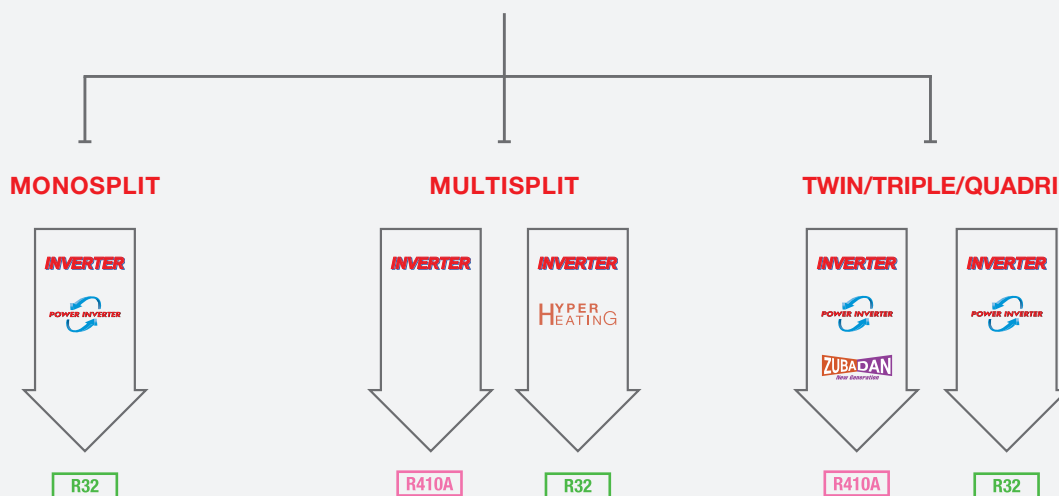 MONOSPLIT
INVERTER
POWER INVERTER
R32
MULTISPLIT
INVERTER
R410A
INVERTER
HYPER
HEATING
R32
TWIN/TRIPLE/QUADRI
INVERTER
POWER INVERTER
ZUBADAN
New Generation
R410A
INVERTER
POWER INVERTER
R32